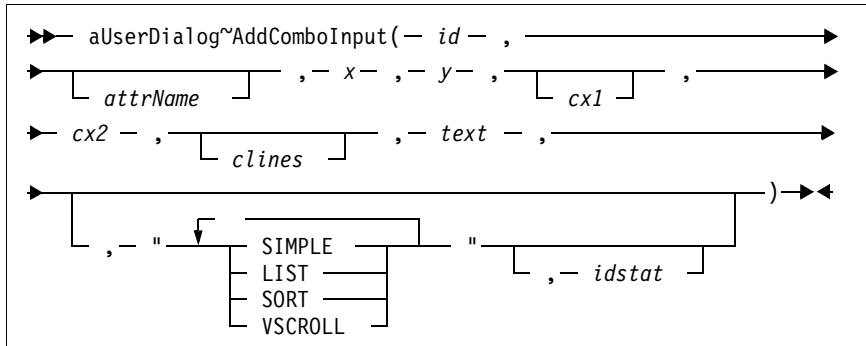 aUserDialog~AddComboInput( id ,
attrName , x , y , cx1 ,
cx2 , clines , text ,
)
, " SIMPLE " , idstat
LIST
SORT
VSCROLL